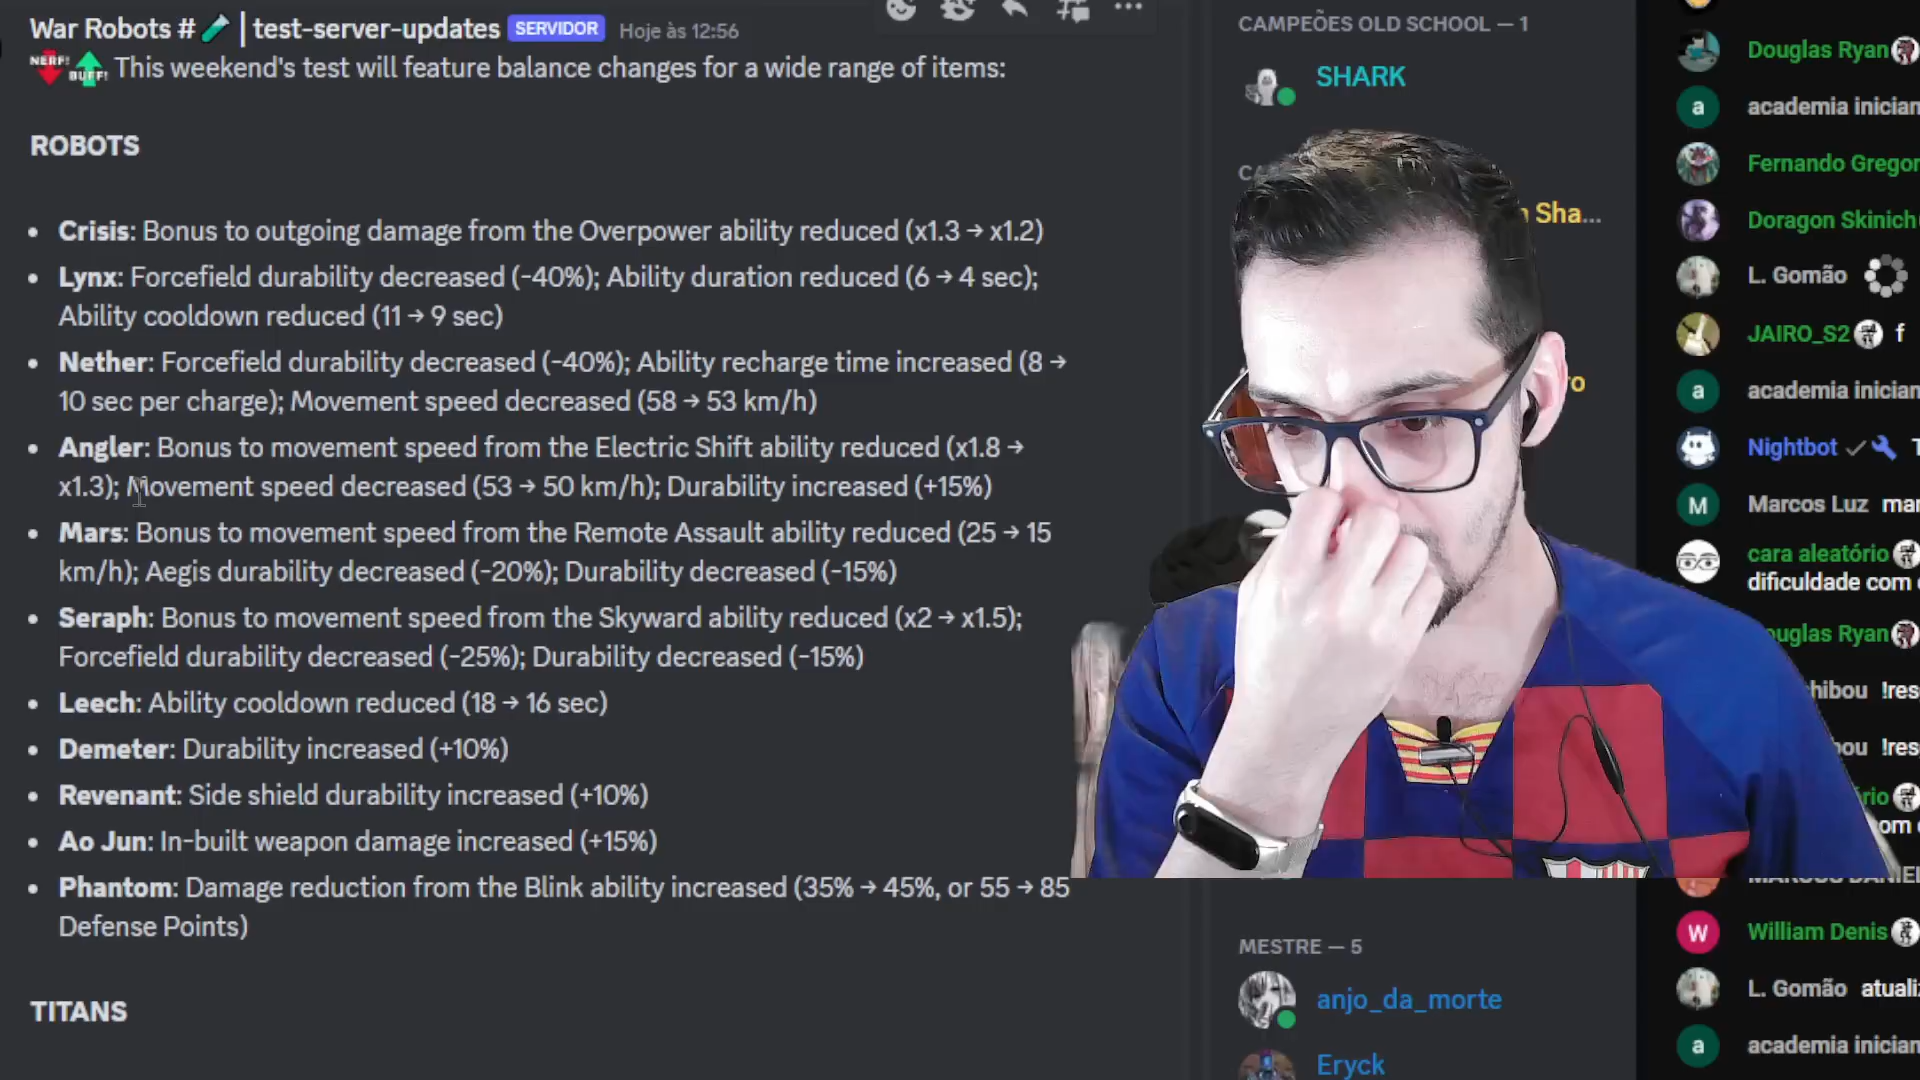 War Robots # | test-server-updates SERVIDOR Hoje às 12:56
NERF! BUFF! This weekend's test will feature balance changes for a wide range of items:
ROBOTS
• Crisis: Bonus to outgoing damage from the Overpower ability reduced (x1.3 → x1.2)
• Lynx: Forcefield durability decreased (-40%); Ability duration reduced (6 → 4 sec);
Ability cooldown reduced (11 → 9 sec)
• Nether: Forcefield durability decreased (-40%); Ability recharge time increased (8 →
10 sec per charge); Movement speed decreased (58 → 53 km/h)
• Angler: Bonus to movement speed from the Electric Shift ability reduced (x1.8 →
x1.3); Movement speed decreased (53 → 50 km/h); Durability increased (+15%)
• Mars: Bonus to movement speed from the Remote Assault ability reduced (25 → 15
km/h); Aegis durability decreased (-20%); Durability decreased (-15%)
• Seraph: Bonus to movement speed from the Skyward ability reduced (x2 → x1.5);
Forcefield durability decreased (-25%); Durability decreased (-15%)
• Leech: Ability cooldown reduced (18 → 16 sec)
• Demeter: Durability increased (+10%)
• Revenant: Side shield durability increased (+10%)
• Ao Jun: In-built weapon damage increased (+15%)
• Phantom: Damage reduction from the Blink ability increased (35% → 45%, or 55 → 85
Defense Points)
TITANS
CAMPEÕES OLD SCHOOL — 1
SHARK
Sha...
MESTRE — 5
anjo_da_morte
Eryck
Douglas Ryan
a academia inician
Fernando Gregor
Doragon Skinich
L. Gomão
JAIRO_S2 f
a academia inician
Nightbot
M Marcos Luz mar
cara aleatório
dificuldade com
ouglas Ryan
hibou !res
ou !res
rio
om
W William Denis
L. Gomão atuali
a academia inician